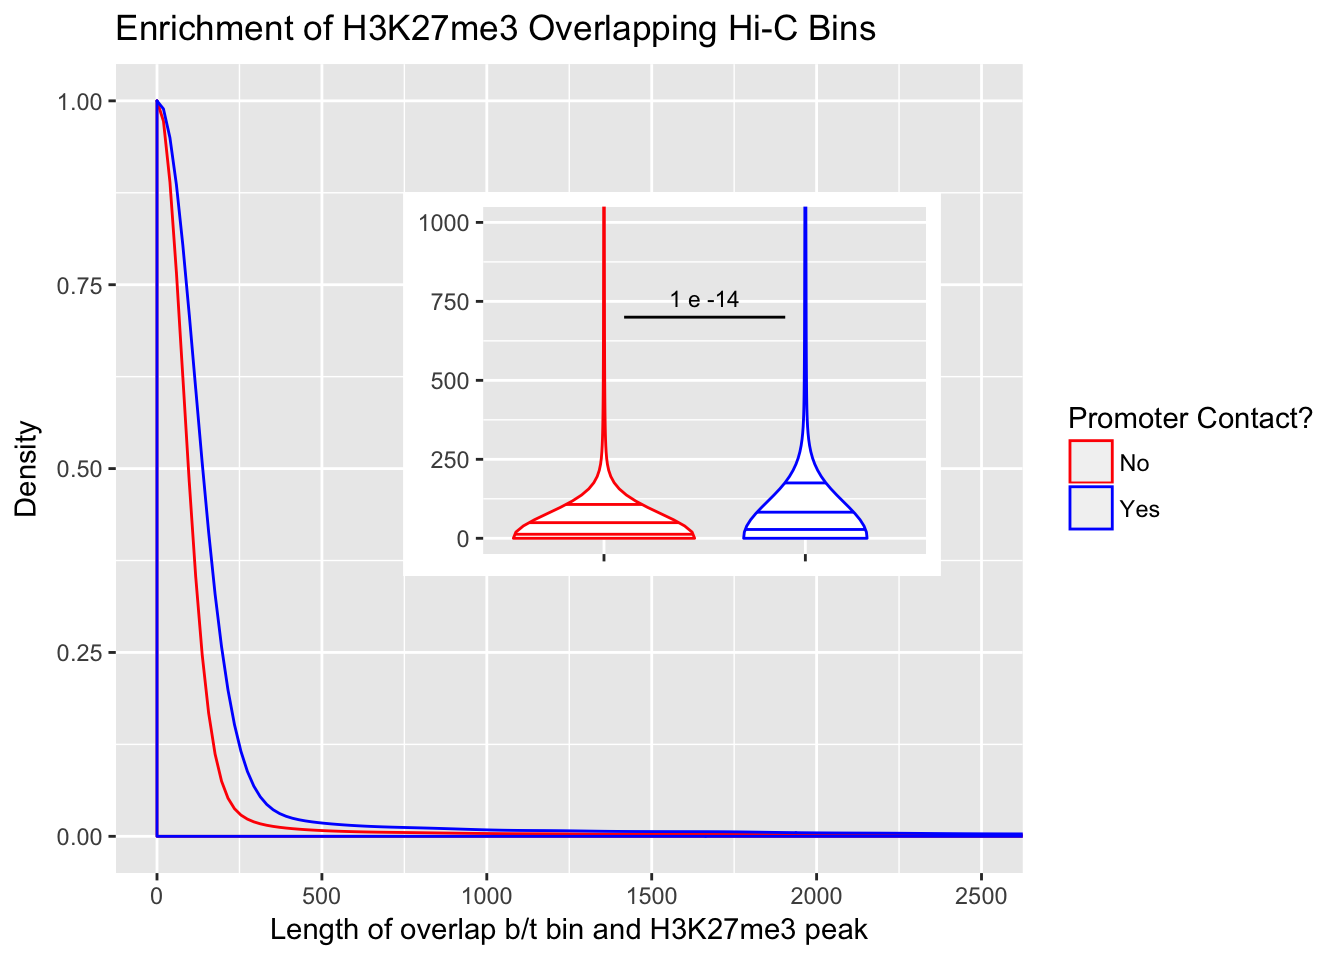 Enrichment of H3K27me3 Overlapping Hi-C Bins
Density
1.00
0.75
0.50
0.25
0.00
0
500
1000
1500
2000
2500
Length of overlap b/t bin and H3K27me3 peak
1000
750
500
250
0
1 e -14
Promoter Contact?
No
Yes